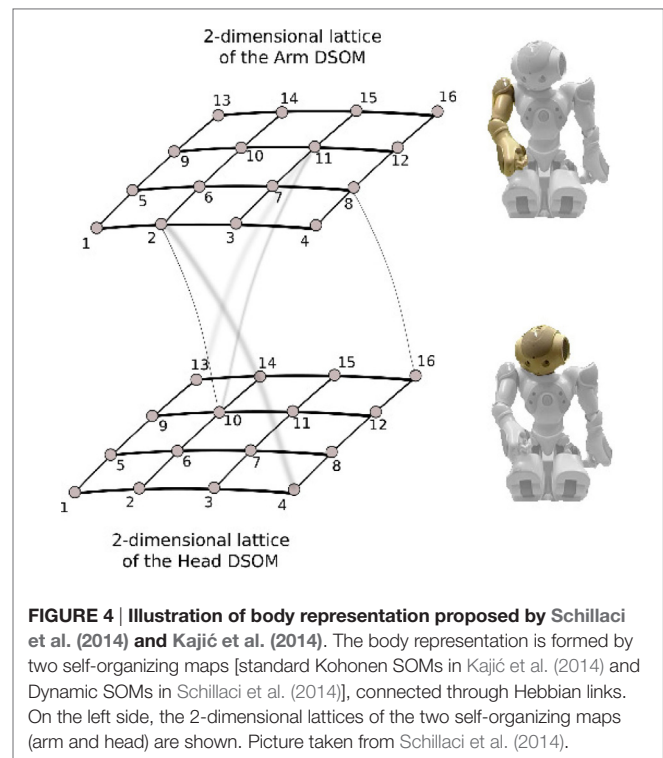 2-dimensional lattice
of the Arm DSOM
13 14 15 16
9 10 11 12
5 6 7 8
1 2 3 4
13 14 15 16
9 10 11 12
5 6 7 8
1 2 3 4
2-dimensional lattice
of the Head DSOM
FIGURE 4 | Illustration of body representation proposed by Schillaci
et al. (2014) and Kajić et al. (2014). The body representation is formed by
two self-organizing maps [standard Kohonen SOMs in Kajić et al. (2014) and
Dynamic SOMs in Schillaci et al. (2014)], connected through Hebbian links.
On the left side, the 2-dimensional lattices of the two self-organizing maps
(arm and head) are shown. Picture taken from Schillaci et al. (2014).